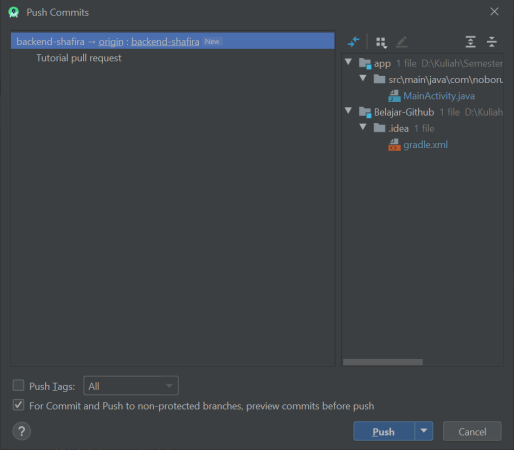 Push Commits
backend-shafira → origin : backend-shafira New
Tutorial pull request
app 1 file D:\Kuliah\Semester
src\main\java\com\noboru
MainActivity.java
Belajar-Github 1 file D:\Kuliah
.idea 1 file
gradle.xml
Push Tags: All
For Commit and Push to non-protected branches, preview commits before push
? Push Cancel